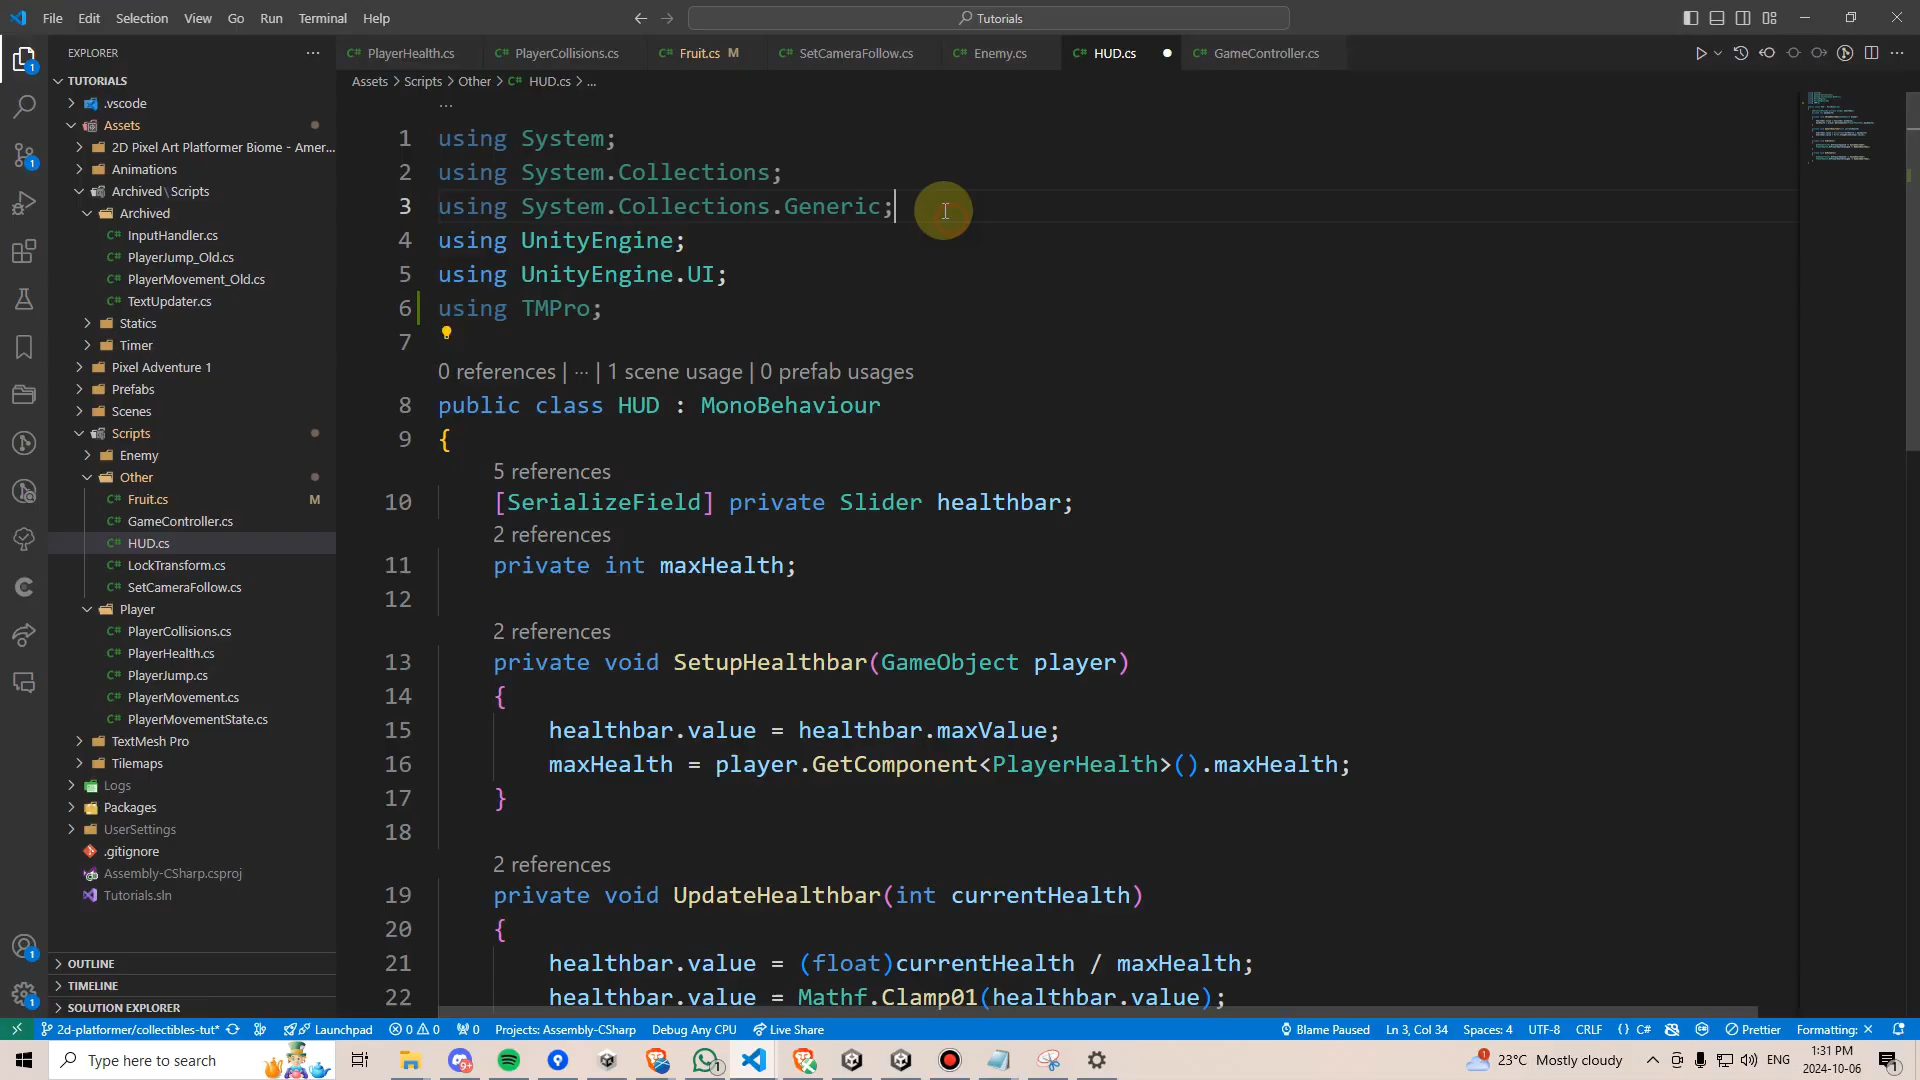 File Edit Selection View Go Run Terminal Help
Tutorials
EXPLORER
PlayerHealth.cs
PlayerCollisions.cs
Fruit.cs M
SetCameraFollow.cs
Enemy.cs
HUD.cs
GameController.cs
Assets > Scripts > Other > HUD.cs > ...
TUTORIALS
.vscode
Assets
2D Pixel Art Platformer Biome - Amer...
Animations
Archived\Scripts
Archived
InputHandler.cs
PlayerJump_Old.cs
PlayerMovement_Old.cs
TextUpdater.cs
Statics
Timer
Pixel Adventure 1
Prefabs
Scenes
Scripts
Enemy
Other
Fruit.cs M
GameController.cs
HUD.cs
LockTransform.cs
SetCameraFollow.cs
Player
PlayerCollisions.cs
PlayerHealth.cs
PlayerJump.cs
PlayerMovement.cs
PlayerMovementState.cs
TextMesh Pro
Tilemaps
Logs
Packages
UserSettings
.gitignore
Assembly-CSharp.csproj
Tutorials.sln
OUTLINE
TIMELINE
SOLUTION EXPLORER
...
1 using System;
2 using System.Collections;
3 using System.Collections.Generic;
4 using UnityEngine;
5 using UnityEngine.UI;
6 using TMPro;
7
0 references | ... | 1 scene usage | 0 prefab usages
8 public class HUD : MonoBehaviour
9 {
5 references
10 [SerializeField] private Slider healthbar;
2 references
11 private int maxHealth;
12
2 references
13 private void SetupHealthbar(GameObject player)
14 {
15 healthbar.value = healthbar.maxValue;
16 maxHealth = player.GetComponent<PlayerHealth>().maxHealth;
17 }
18
2 references
19 private void UpdateHealthbar(int currentHealth)
20 {
21 healthbar.value = (float)currentHealth / maxHealth;
22 healthbar.value = Mathf.Clamp01(healthbar.value);
2d-platformer/collectibles-tut* Launchpad 0 0 0 Projects: Assembly-CSharp Debug Any CPU Live Share Blame Paused Ln 3, Col 34 Spaces: 4 UTF-8 CRLF { } C# Prettier Formatting: ✕
Type here to search
23°C Mostly cloudy
ENG
1:31 PM
2024-10-06